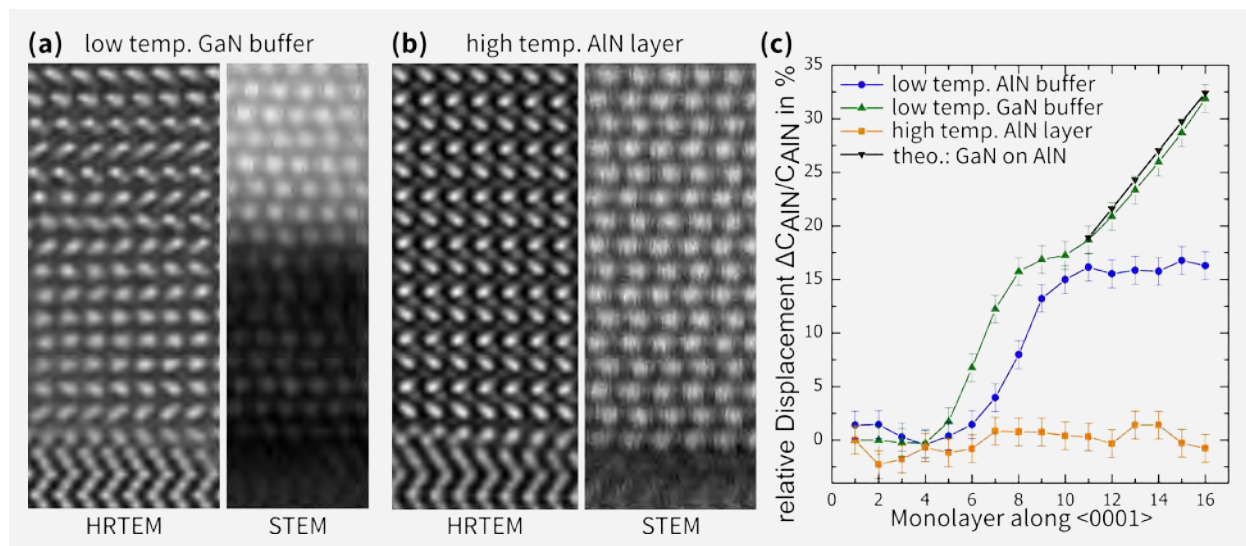 (a) low temp. GaN buffer
HRTEM STEM
(b) high temp. AlN layer
HRTEM STEM
(c)
relative Displacement ΔCAlN/CAlN in %
35
30
25
20
15
10
5
0
low temp. AlN buffer
low temp. GaN buffer
high temp. AlN layer
theo.: GaN on AlN
2 4 6 8 10 12 14 16
Monolayer along <0001>